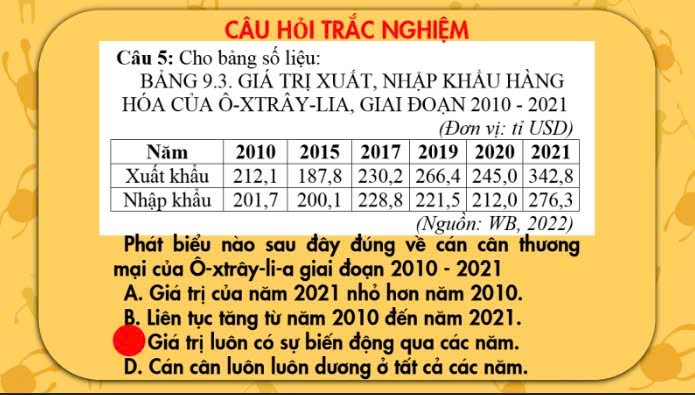 CÂU HỎI TRẮC NGHIỆM
Câu 5: Cho bảng số liệu:
BẢNG 9.3. GIÁ TRỊ XUẤT, NHẬP KHẨU HÀNG
HÓA CỦA Ô-XTRÂY-LIA, GIAI ĐOẠN 2010 - 2021
(Đơn vị: tỉ USD)
Năm 2010 2015 2017 2019 2020 2021
Xuất khẩu 212,1 187,8 230,2 266,4 245,0 342,8
Nhập khẩu 201,7 200,1 228,8 221,5 212,0 276,3
(Nguồn: WB, 2022)
Phát biểu nào sau đây đúng về cán cân thương
mại của Ô-xtrây-li-a giai đoạn 2010 - 2021
A. Giá trị của năm 2021 nhỏ hơn năm 2010.
B. Liên tục tăng từ năm 2010 đến năm 2021.
Giá trị luôn có sự biến động qua các năm.
D. Cán cân luôn luôn dương ở tất cả các năm.